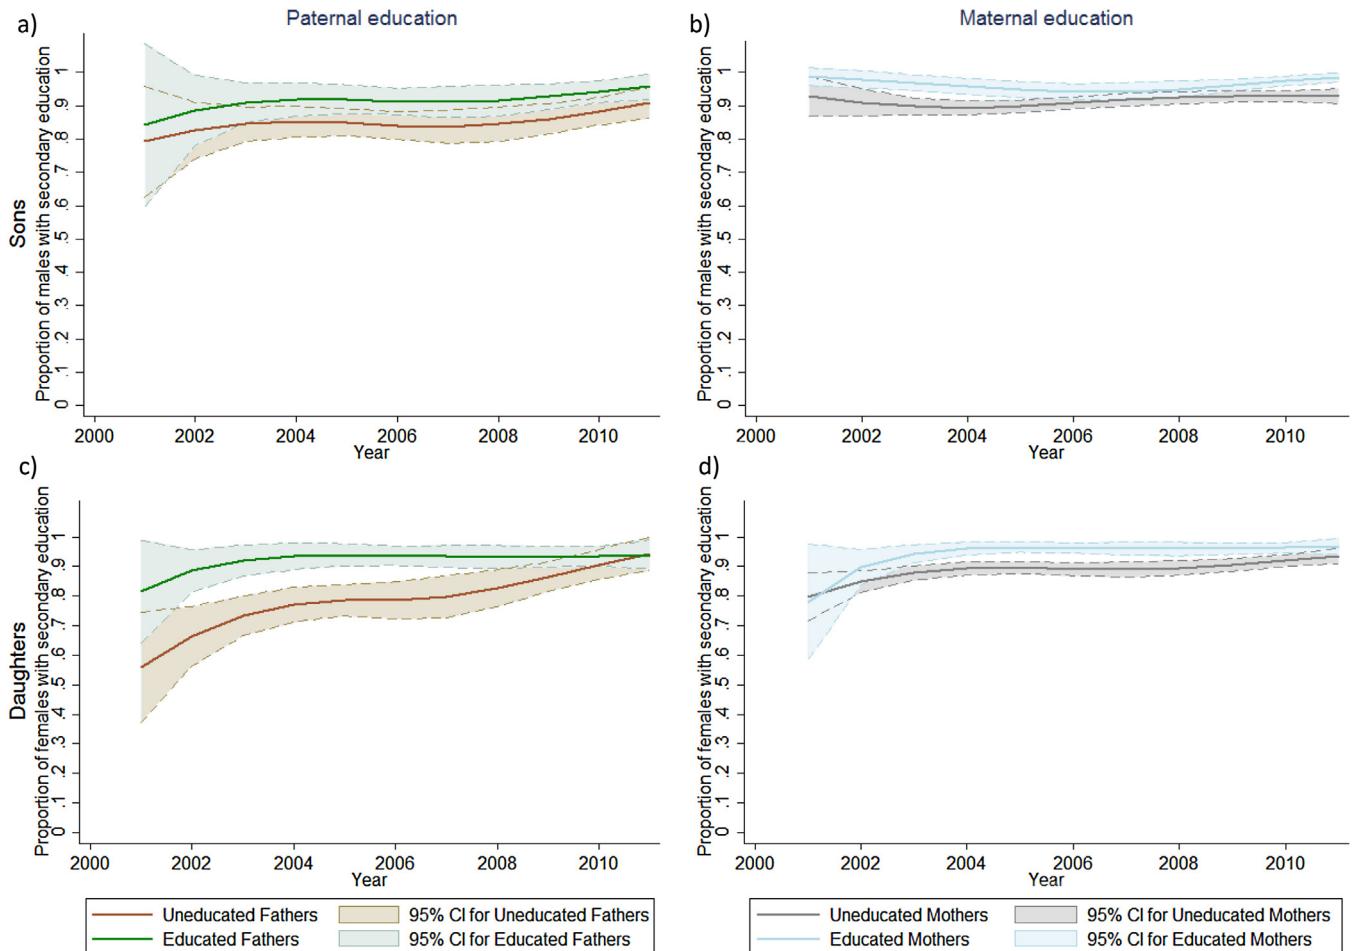 a)
Paternal education
b)
Maternal education
Sons
Proportion of males with secondary education
0 .1 .2 .3 .4 .5 .6 .7 .8 .9 1
2000 2002 2004 2006 2008 2010
Year
Proportion of males with secondary education
0 .1 .2 .3 .4 .5 .6 .7 .8 .9 1
2000 2002 2004 2006 2008 2010
Year
c)
d)
Daughters
Proportion of females with secondary education
0 .1 .2 .3 .4 .5 .6 .7 .8 .9 1
2000 2002 2004 2006 2008 2010
Year
Proportion of females with secondary education
0 .1 .2 .3 .4 .5 .6 .7 .8 .9 1
2000 2002 2004 2006 2008 2010
Year
Uneducated Fathers 95% CI for Uneducated Fathers
Educated Fathers 95% CI for Educated Fathers
Uneducated Mothers 95% CI for Uneducated Mothers
Educated Mothers 95% CI for Educated Mothers